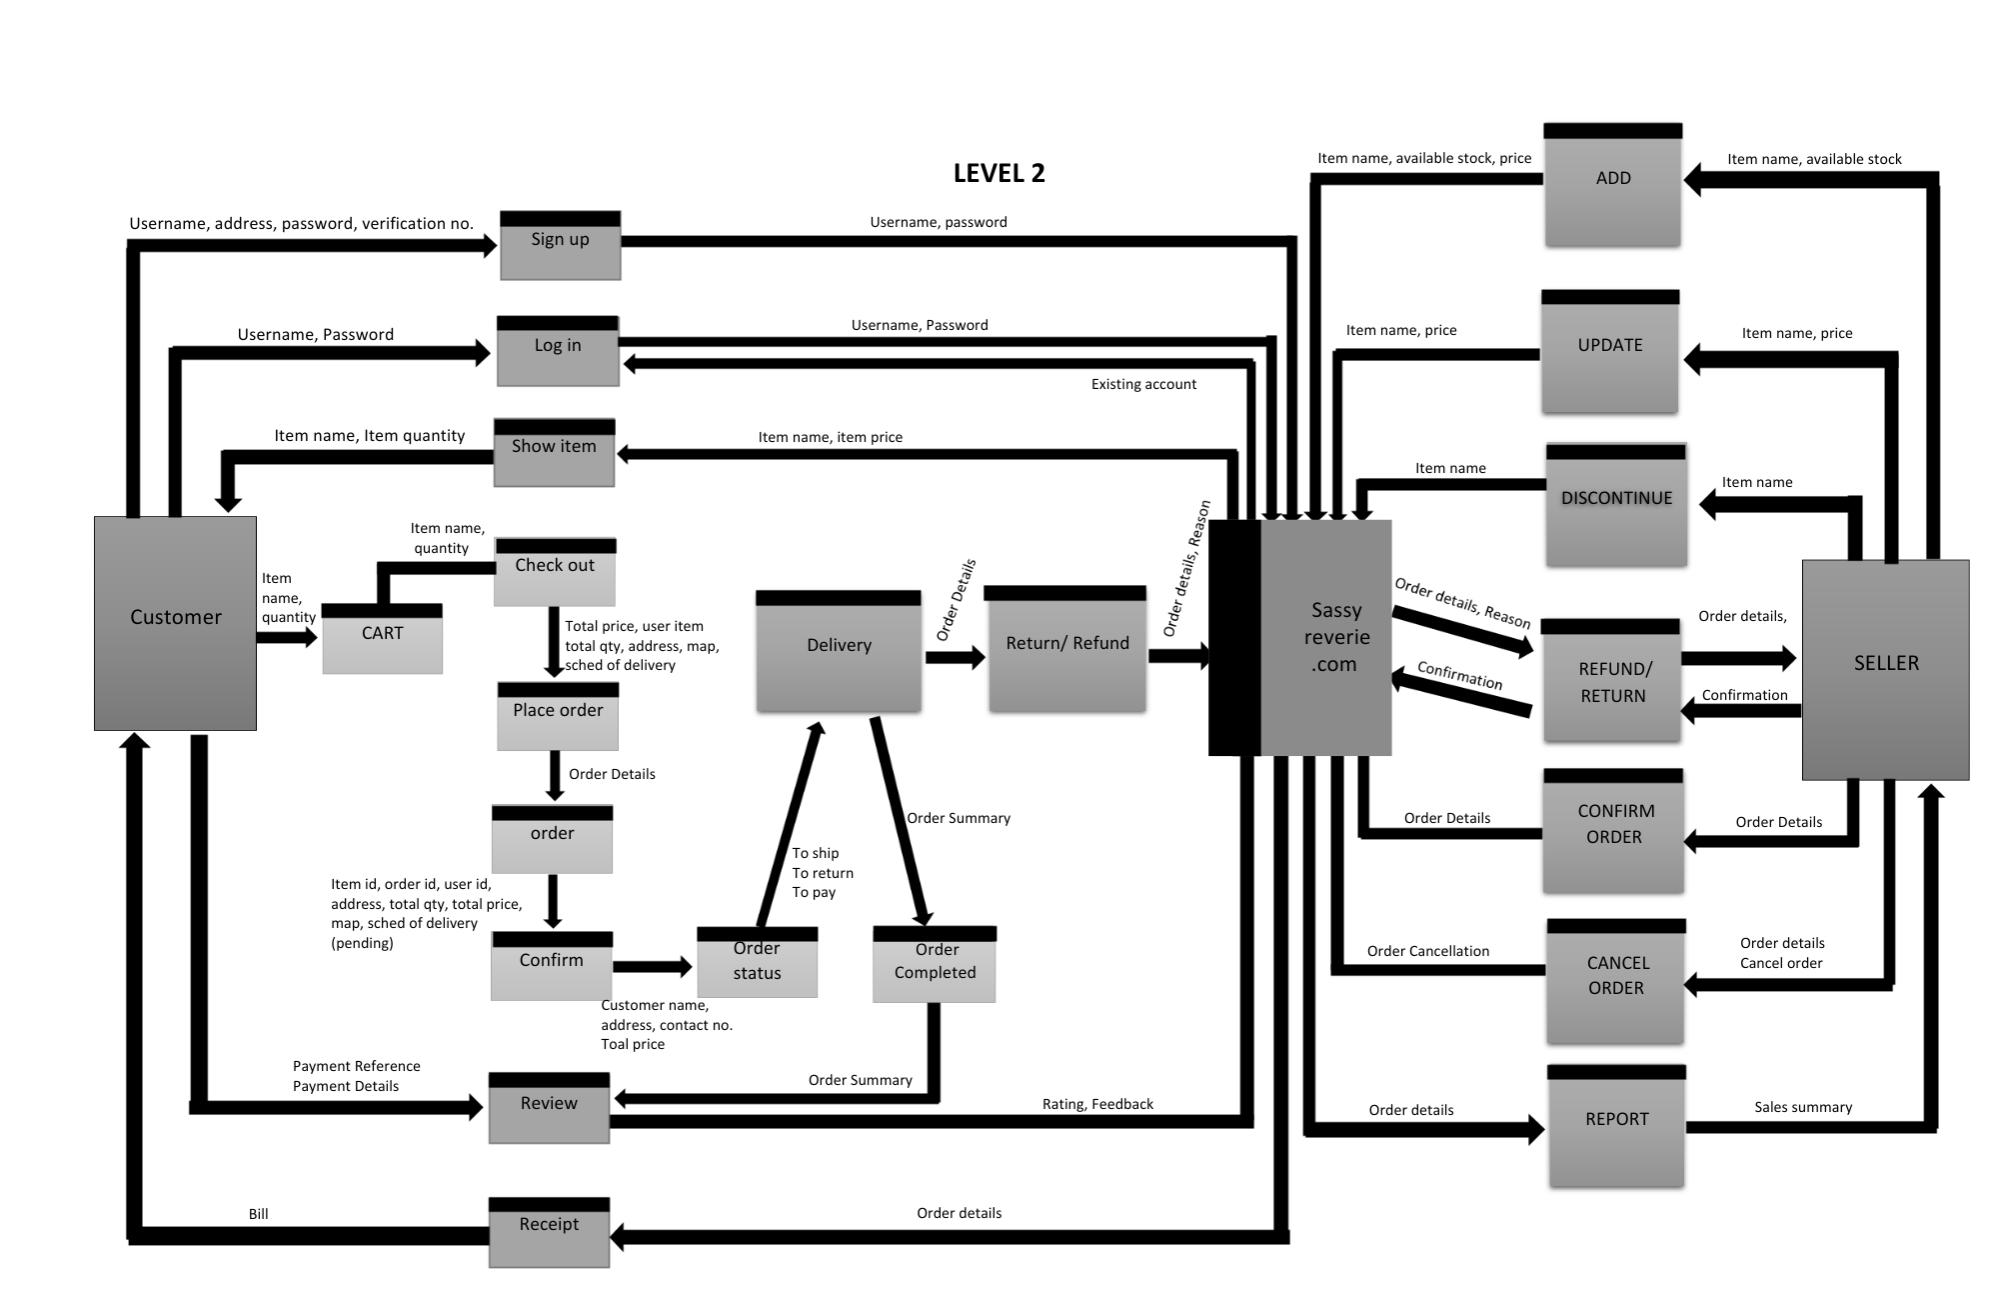 LEVEL 2
Username, address, password, verification no.
Sign up
Username, password
Username, Password
Log in
Username, Password
Existing account
Item name, Item quantity
Show item
Item name, item price
Customer
Item
name,
quantity
CART
Item name,
quantity
Check out
Total price, user item
total qty, address, map,
sched of delivery
Place order
Order Details
order
Item id, order id, user id,
address, total qty, total price,
map, sched of delivery
(pending)
Confirm
Customer name,
address, contact no.
Toal price
Order
status
To ship
To return
To pay
Delivery
Order Details
Return/ Refund
Order details, Reason
Order Summary
Order
Completed
Order Summary
Payment Reference
Payment Details
Review
Rating, Feedback
Bill
Receipt
Order details
Sassy
reverie
.com
Item name, available stock, price
ADD
Item name, available stock
Item name, price
UPDATE
Item name, price
Item name
DISCONTINUE
Item name
Order details, Reason
Confirmation
REFUND/
RETURN
Order details,
Confirmation
SELLER
Order Details
CONFIRM
ORDER
Order Details
Order Cancellation
CANCEL
ORDER
Order details
Cancel order
Order details
REPORT
Sales summary